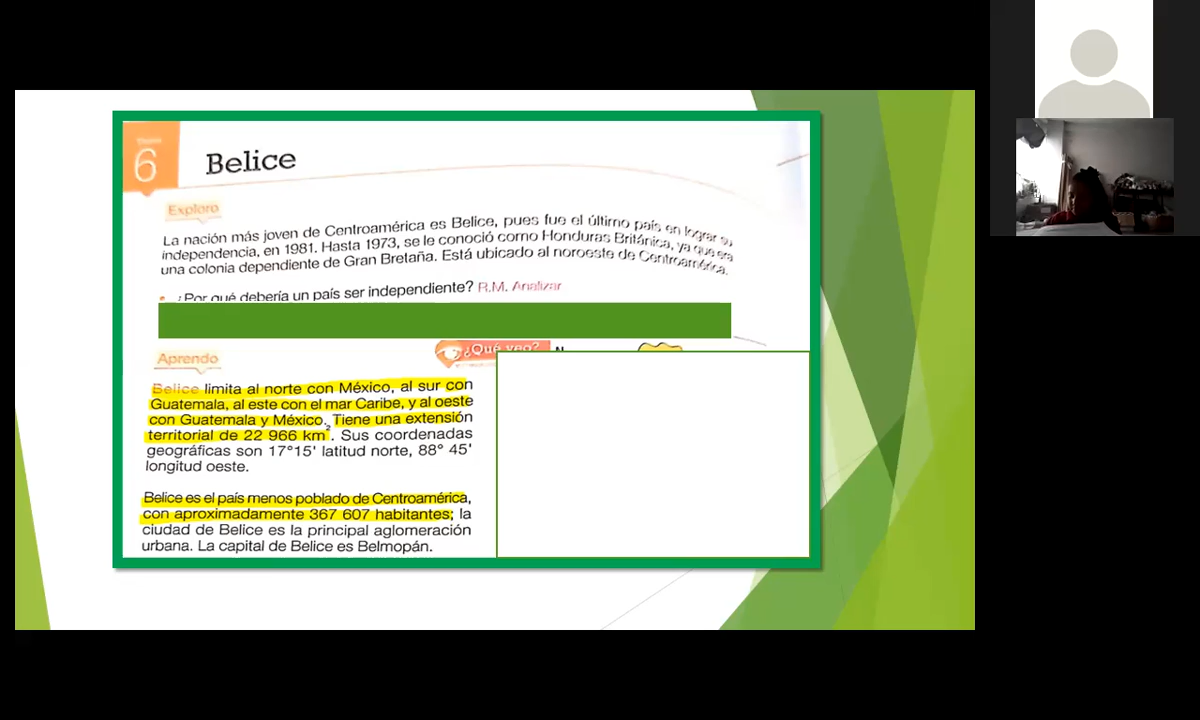 Tema
6
Belice
Exploro
La nación más joven de Centroamérica es Belice, pues fue el último país en lograr su
independencia, en 1981. Hasta 1973, se le conoció como Honduras Británica, ya que era
una colonia dependiente de Gran Bretaña. Está ubicado al noroeste de Centroamérica.
¿Por qué debería un país ser independiente? R.M. Analizar
Aprendo
¿Qué veo?
Belice limita al norte con México, al sur con
Guatemala, al este con el mar Caribe, y al oeste
con Guatemala y México. Tiene una extensión
territorial de 22 966 km². Sus coordenadas
geográficas son 17°15' latitud norte, 88° 45'
longitud oeste.
Belice es el país menos poblado de Centroamérica,
con aproximadamente 367 607 habitantes; la
ciudad de Belice es la principal aglomeración
urbana. La capital de Belice es Belmopán.